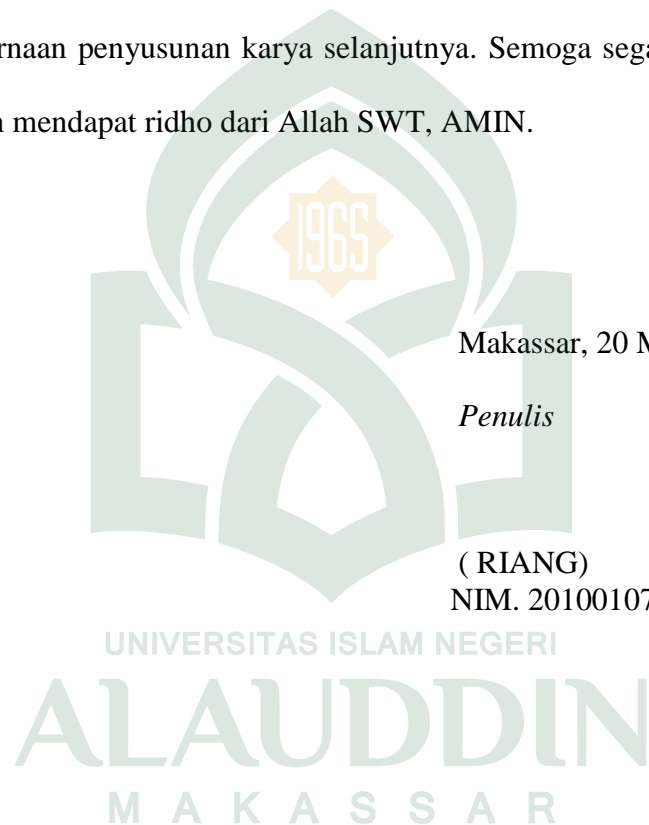 rnaan penyusunan karya selanjutnya. Semoga sega
mendapat ridho dari Allah SWT, AMIN.
1965
Makassar, 20 M
Penulis
( RIANG)
NIM. 20100107
UNIVERSITAS ISLAM NEGERI
ALAUDDIN
M A K A S S A R